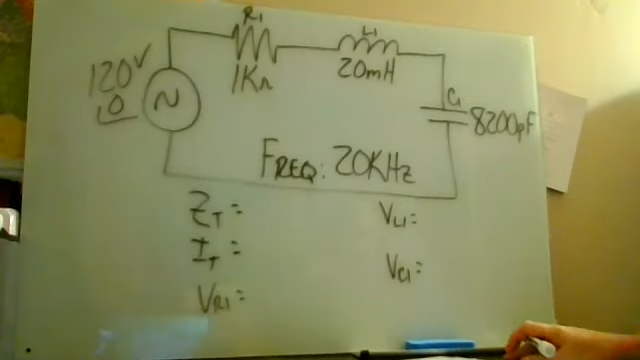 R1
L1
120V
∠0
1KΩ
20mH
C1
8200pF
FREQ: 20KHz
ZT=
VL1=
IT=
VC1=
VR1=